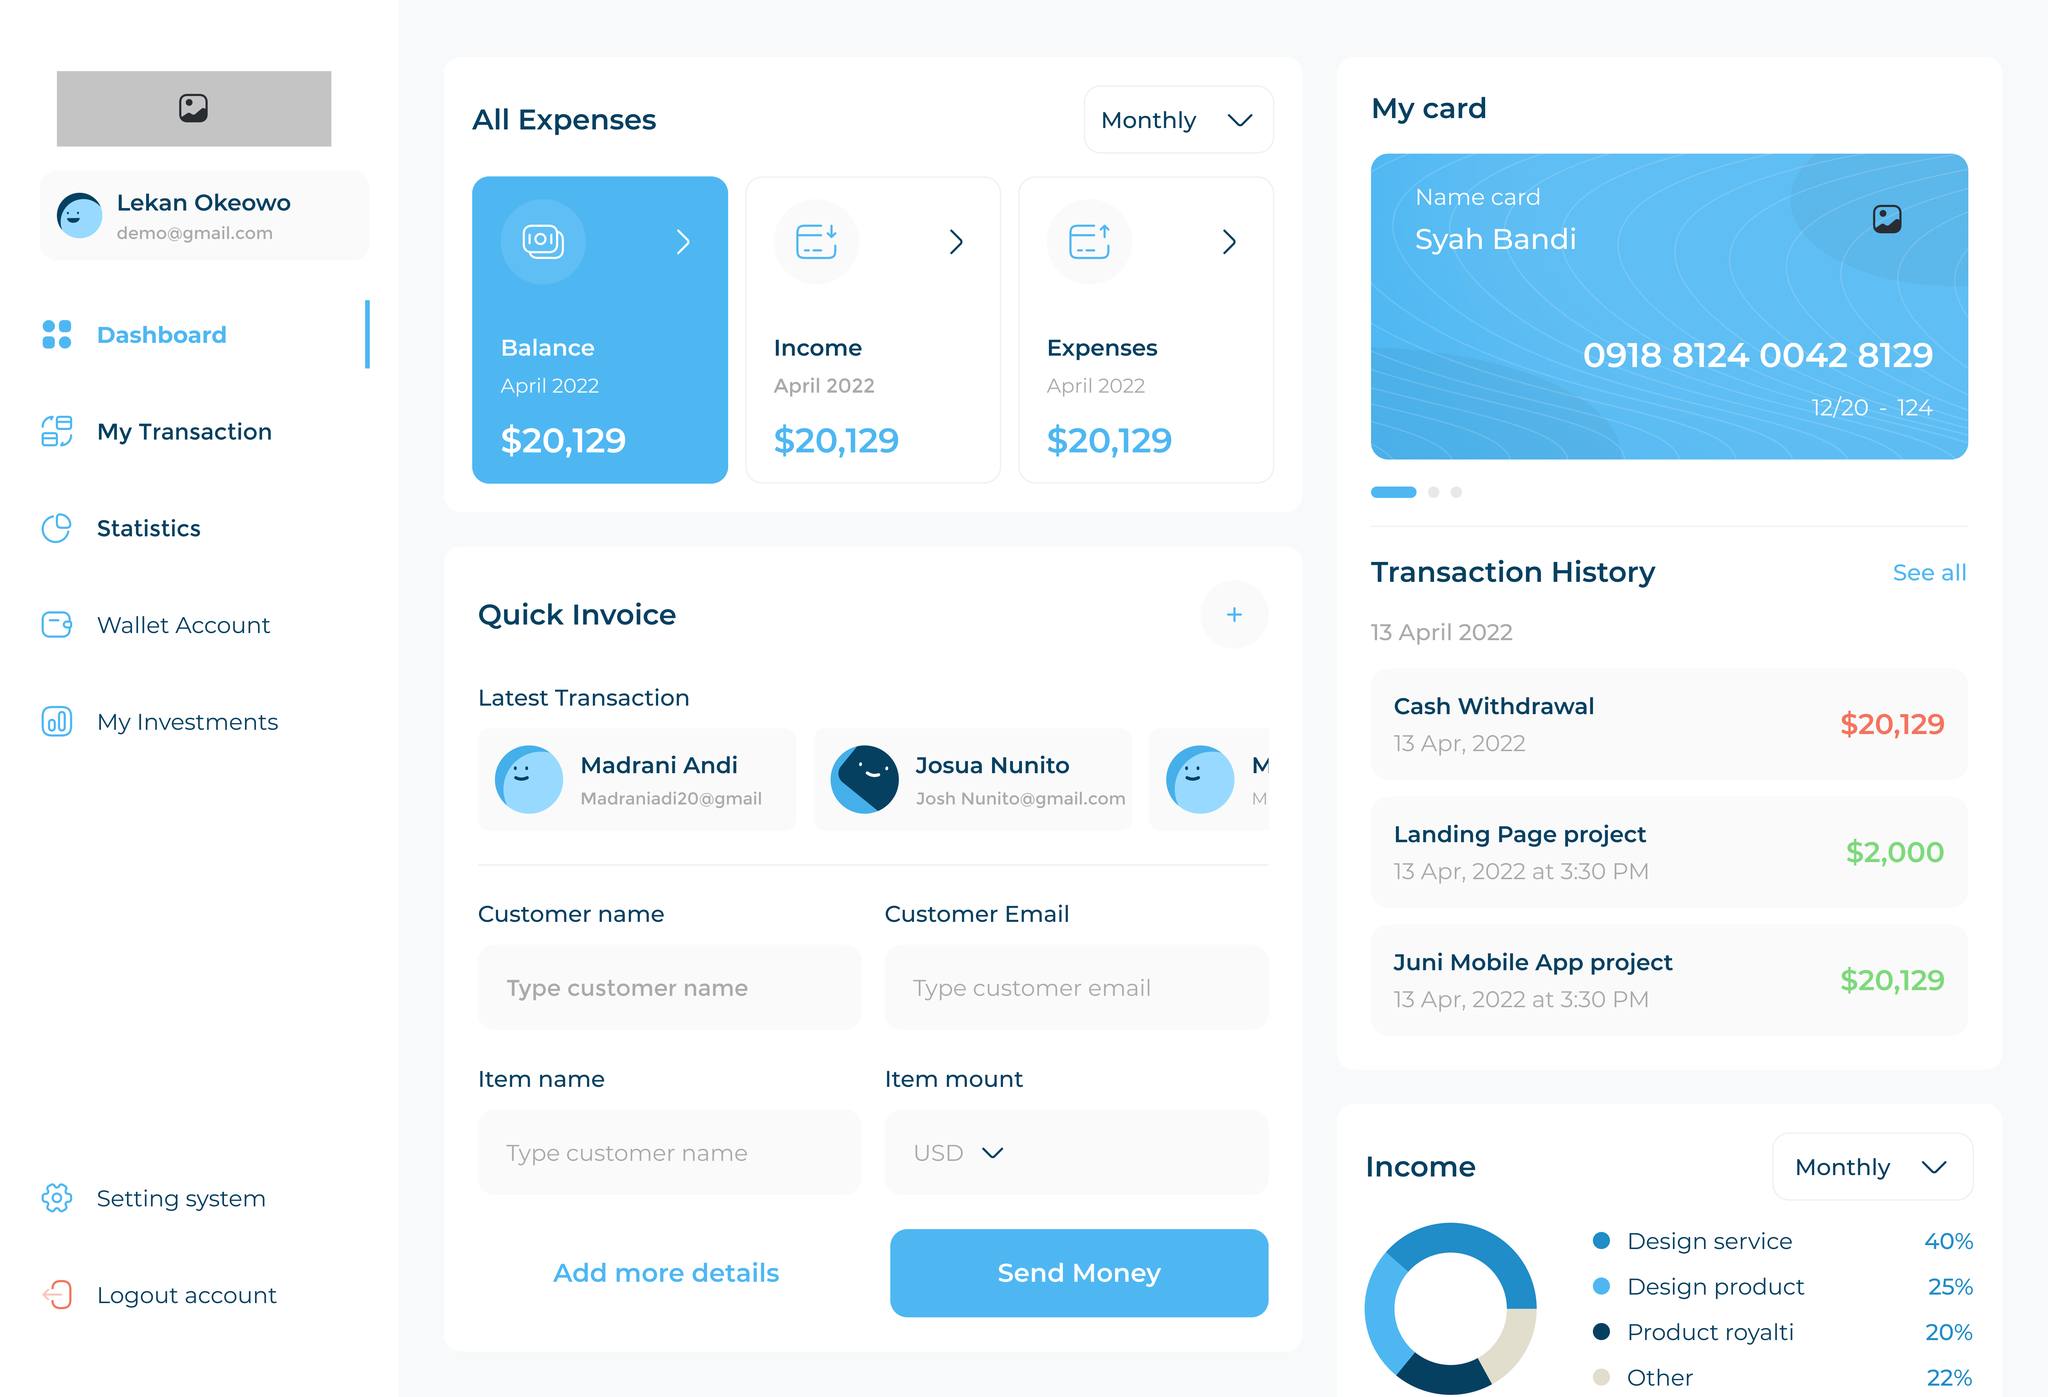 Lekan Okeowo
demo@gmail.com
Dashboard
My Transaction
Statistics
Wallet Account
My Investments
Setting system
Logout account
All Expenses
Monthly
Balance
April 2022
$20,129
Income
April 2022
$20,129
Expenses
April 2022
$20,129
Quick Invoice
+
Latest Transaction
Madrani Andi
Madraniadi20@gmail
Josua Nunito
Josh Nunito@gmail.com
M
M
Customer name
Type customer name
Customer Email
Type customer email
Item name
Type customer name
Item mount
USD
Add more details
Send Money
My card
Name card
Syah Bandi
0918 8124 0042 8129
12/20 - 124
Transaction History
See all
13 April 2022
Cash Withdrawal
13 Apr, 2022
$20,129
Landing Page project
13 Apr, 2022 at 3:30 PM
$2,000
Juni Mobile App project
13 Apr, 2022 at 3:30 PM
$20,129
Income
Monthly
Design service 40%
Design product 25%
Product royalti 20%
Other 22%